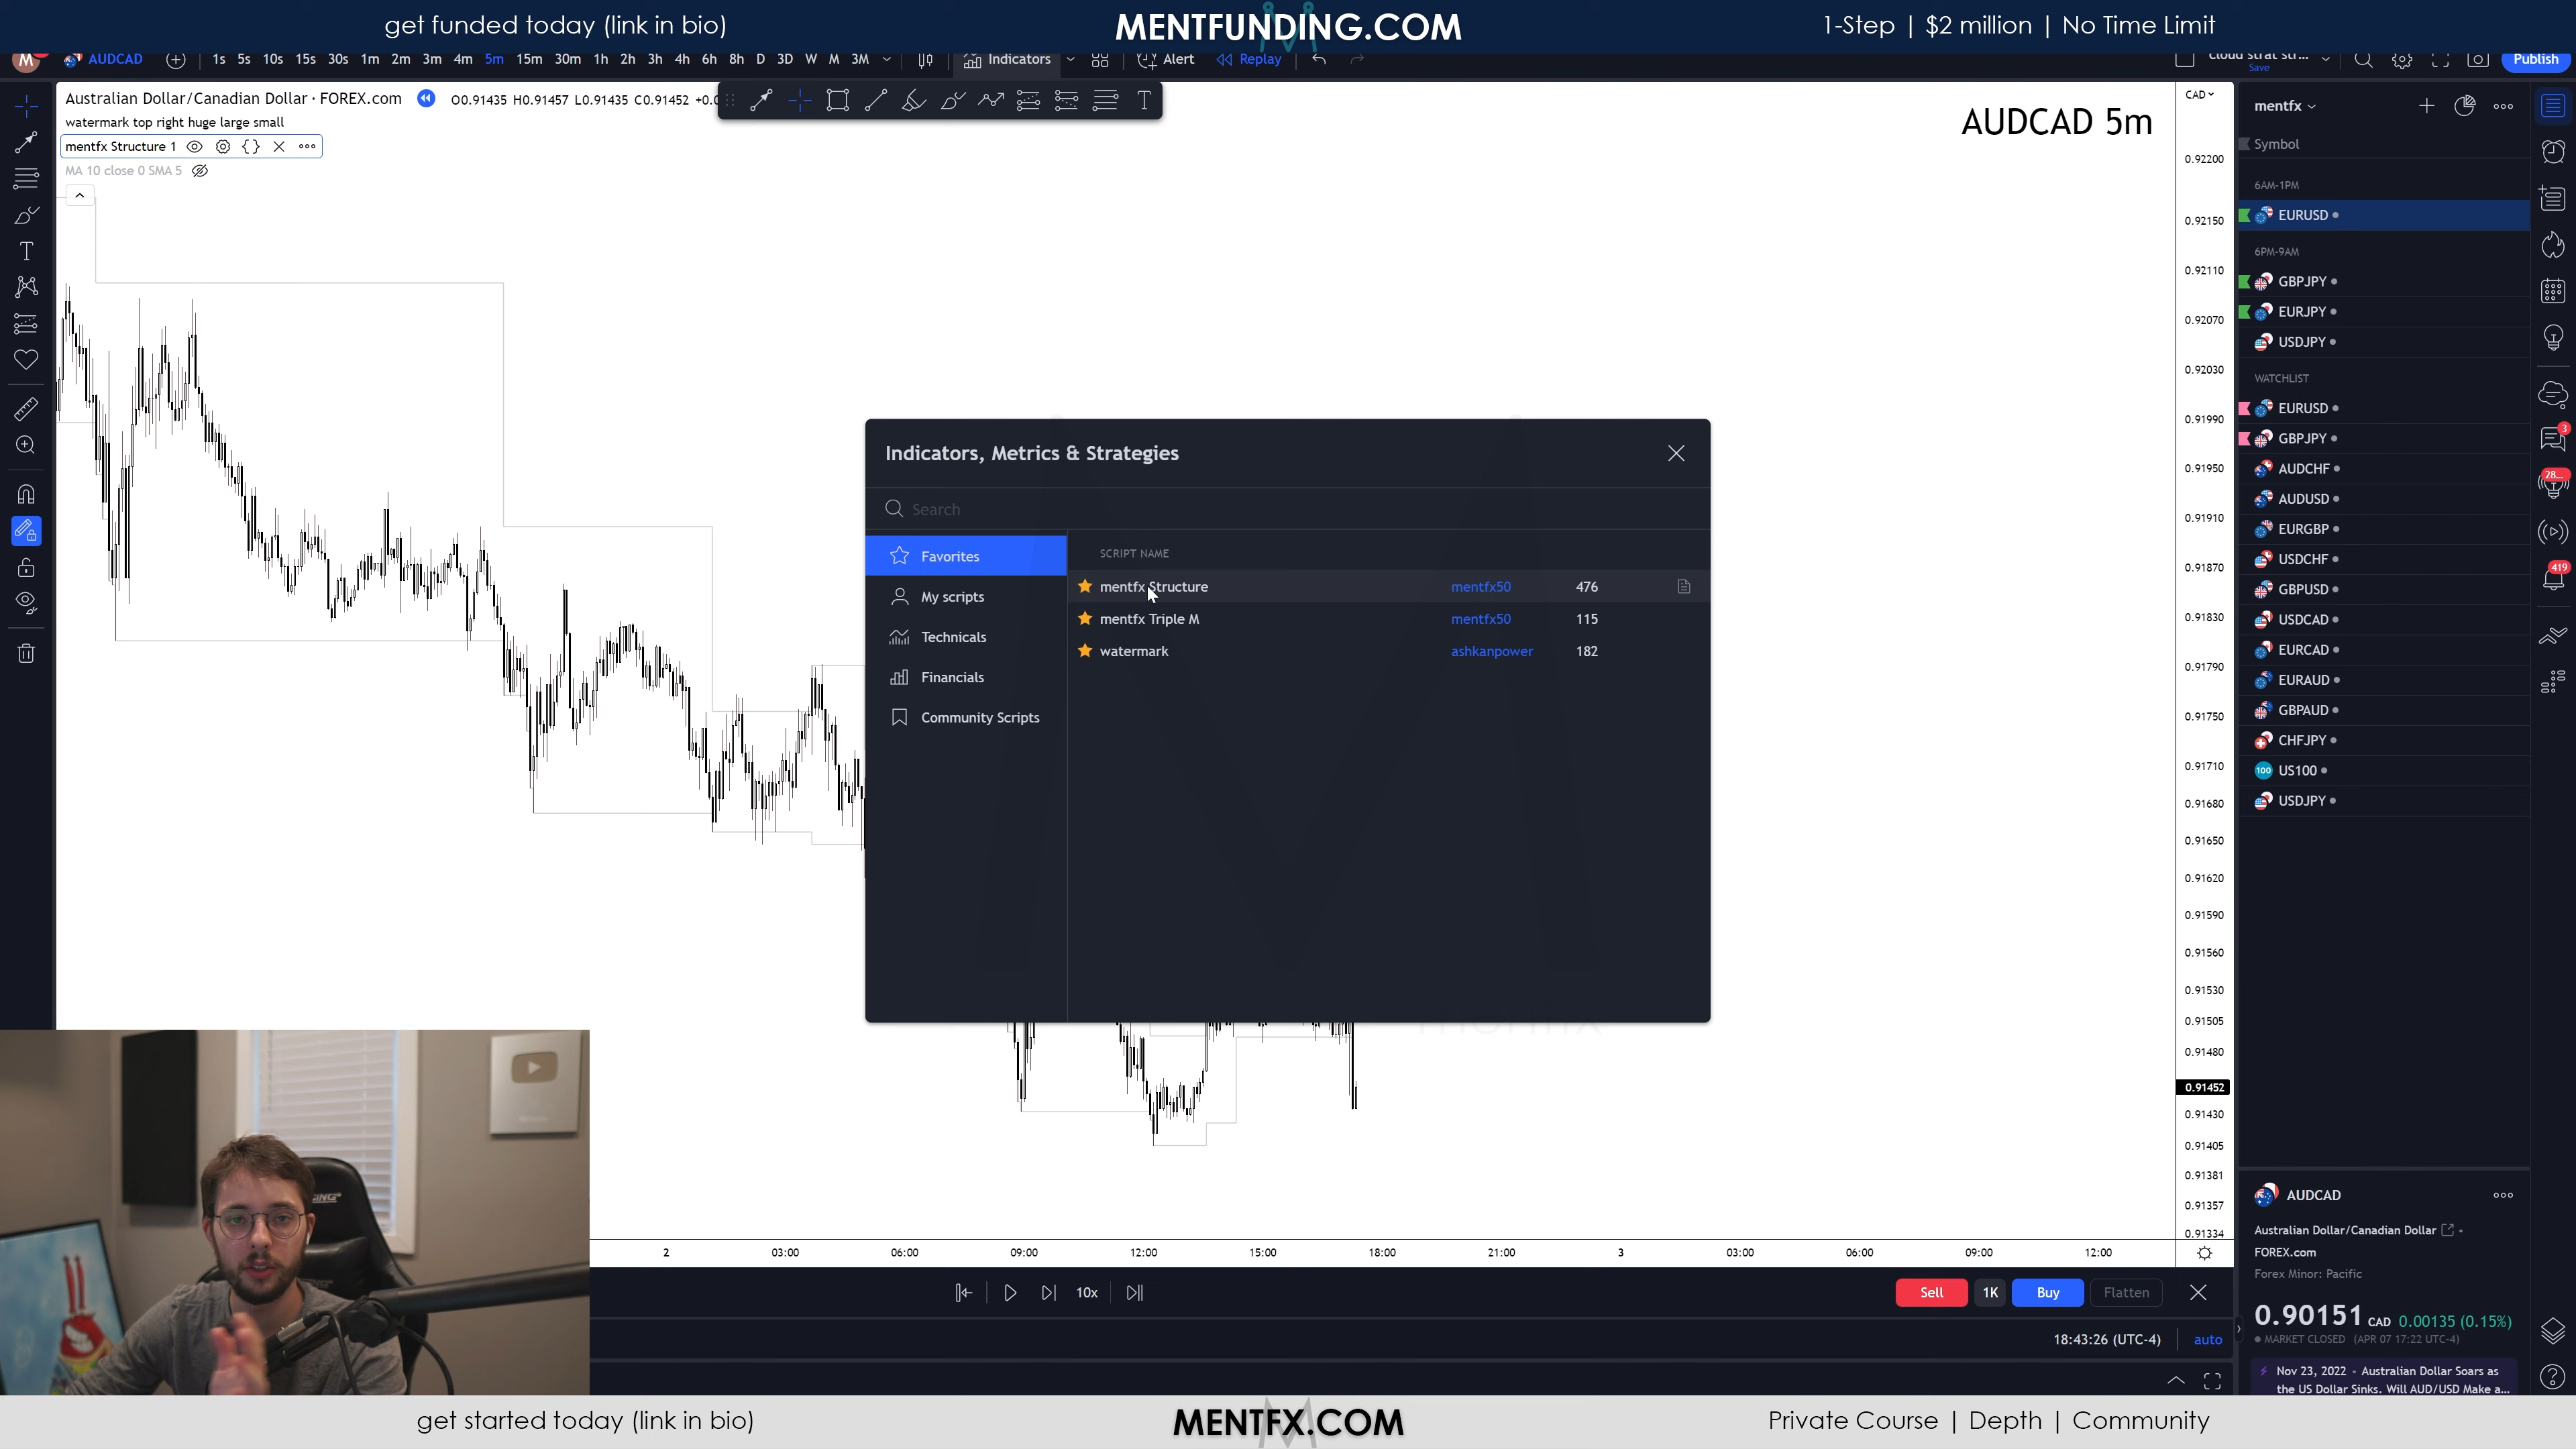 get funded today (link in bio)
MENTFUNDING.COM
1-Step | $2 million | No Time Limit
M
AUDCAD
1s 5s 10s 15s 30s 1m 2m 3m 4m 5m 15m 30m 1h 2h 3h 4h 6h 8h D 3D W M 3M
Indicators
Alert
Replay
Save
Publish
Australian Dollar/Canadian Dollar · FOREX.com
O0.91435 H0.91457 L0.91435 C0.91452
watermark top right huge large small
mentfx Structure 1
MA 10 close 0 SMA 5
AUDCAD 5m
CAD
0.92200
0.92150
0.92110
0.92070
0.92030
0.91990
0.91950
0.91910
0.91870
0.91830
0.91790
0.91750
0.91710
0.91680
0.91650
0.91620
0.91590
0.91560
0.91530
0.91505
0.91480
0.91452
0.91430
0.91405
0.91381
0.91357
0.91334
Indicators, Metrics & Strategies
Search
Favorites
My scripts
Technicals
Financials
Community Scripts
SCRIPT NAME
mentfx Structure mentfx50 476
mentfx Triple M mentfx50 115
watermark ashkanpower 182
mentfx
Symbol
6AM-1PM
EURUSD
6PM-9AM
GBPJPY
EURJPY
USDJPY
WATCHLIST
EURUSD
GBPJPY
AUDCHF
AUDUSD
EURGBP
USDCHF
GBPUSD
USDCAD
EURCAD
EURAUD
GBPAUD
CHFJPY
100 US100
USDJPY
3
28...
419
2 03:00 06:00 09:00 12:00 15:00 18:00 21:00 3 03:00 06:00 09:00 12:00
10x
Sell 1K Buy Flatten
18:43:26 (UTC-4) auto
AUDCAD
Australian Dollar/Canadian Dollar
FOREX.com
Forex Minor: Pacific
0.90151 CAD 0.00135 (0.15%)
MARKET CLOSED (APR 07 17:22 UTC-4)
Nov 23, 2022 · Australian Dollar Soars as
the US Dollar Sinks. Will AUD/USD Make a...
get started today (link in bio)
MENTFX.COM
Private Course | Depth | Community